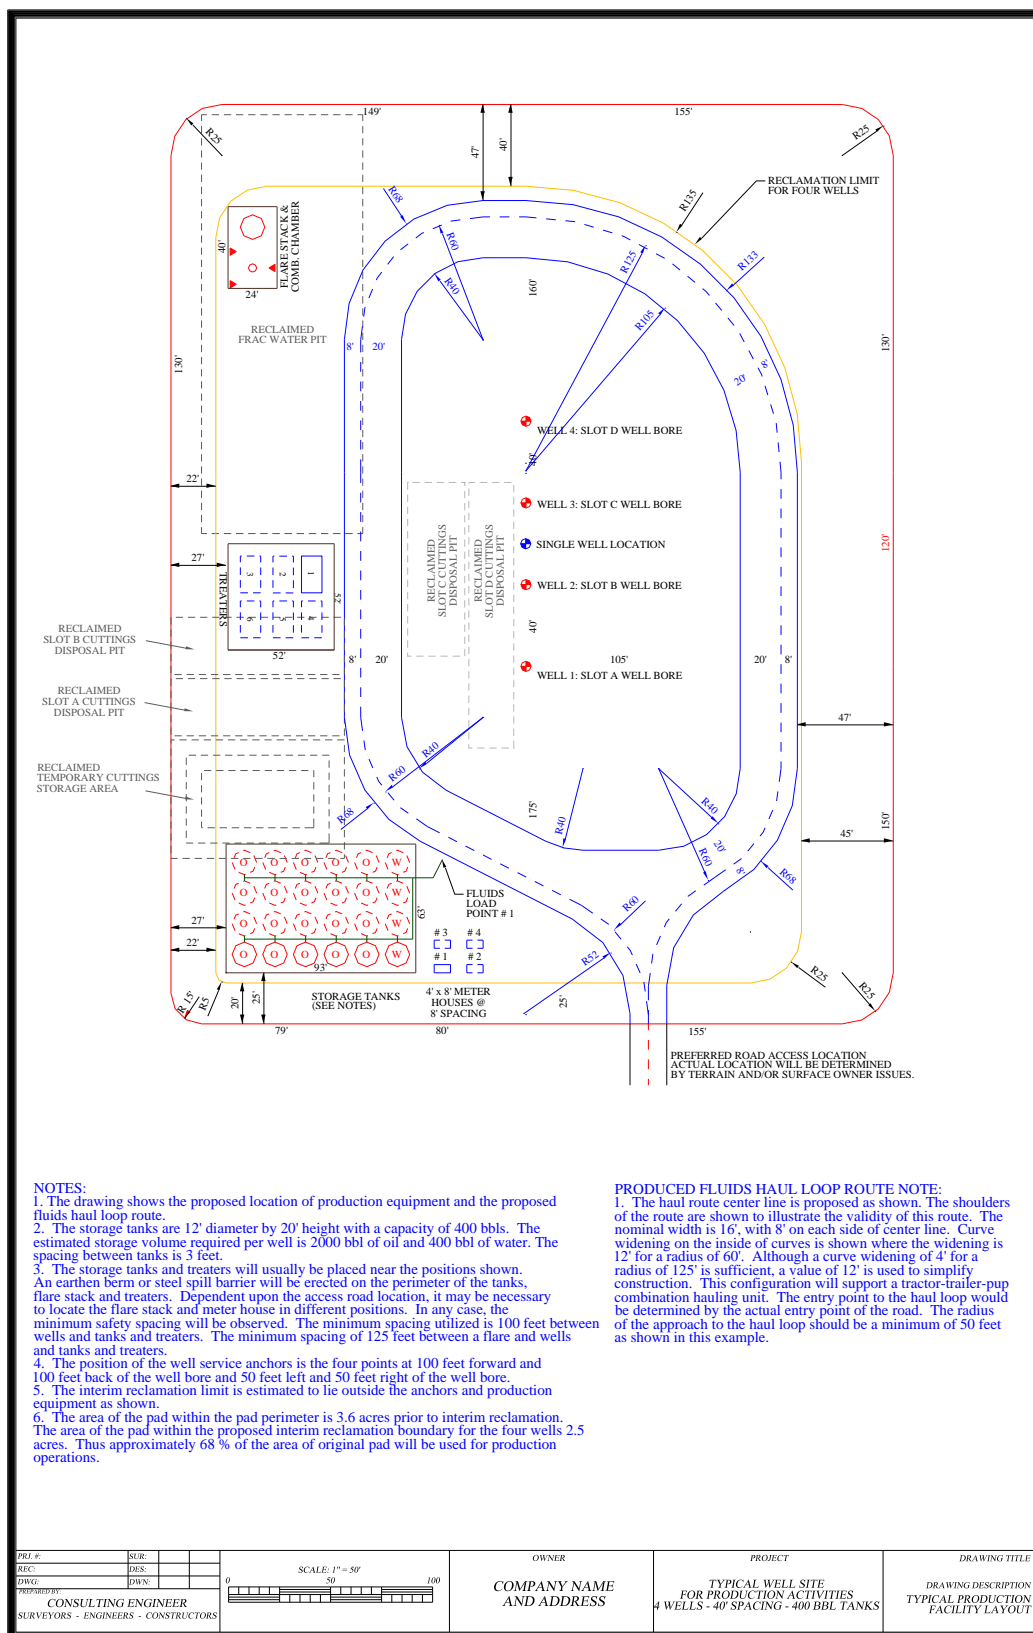 149'
155'
R25
47'
40'
R25
RECLAMATION LIMIT
FOR FOUR WELLS
R68
R135
40'
FLARE STACK &
COMB. CHAMBER
R60
R125
R133
24'
R40
160'
R105
RECLAIMED
FRAC WATER PIT
130'
8'
20'
20'
8'
130'
WELL 4: SLOT D WELL BORE
40'
22'
WELL 3: SLOT C WELL BORE
RECLAIMED
SLOT C CUTTINGS
DISPOSAL PIT
RECLAIMED
SLOT D CUTTINGS
DISPOSAL PIT
SINGLE WELL LOCATION
120'
27'
TREATERS
3
2
1
6
5
4
52'
52'
WELL 2: SLOT B WELL BORE
40'
RECLAIMED
SLOT B CUTTINGS
DISPOSAL PIT
8'
20'
105'
20'
8'
WELL 1: SLOT A WELL BORE
RECLAIMED
SLOT A CUTTINGS
DISPOSAL PIT
47'
R40
RECLAIMED
TEMPORARY CUTTINGS
STORAGE AREA
R60
R68
175'
R40
R40
150'
45'
20'
R60
8'
R68
O O O O O W
O O O O O W
O O O O O W
O O O O O W
FLUIDS
LOAD
POINT # 1
63'
27'
22'
93'
# 3 # 4
# 1 # 2
R60
R52
R25
R25
R 15'
R5
20'
25'
STORAGE TANKS
(SEE NOTES)
4' x 8' METER
HOUSES @
8' SPACING
25'
79'
80'
155'
PREFERRED ROAD ACCESS LOCATION
ACTUAL LOCATION WILL BE DETERMINED
BY TERRAIN AND/OR SURFACE OWNER ISSUES.
NOTES:
1. The drawing shows the proposed location of production equipment and the proposed
fluids haul loop route.
2. The storage tanks are 12' diameter by 20' height with a capacity of 400 bbls. The
estimated storage volume required per well is 2000 bbl of oil and 400 bbl of water. The
spacing between tanks is 3 feet.
3. The storage tanks and treaters will usually be placed near the positions shown.
An earthen berm or steel spill barrier will be erected on the perimeter of the tanks,
flare stack and treaters. Dependent upon the access road location, it may be necessary
to locate the flare stack and meter house in different positions. In any case, the
minimum safety spacing will be observed. The minimum spacing utilized is 100 feet between
wells and tanks and treaters. The minimum spacing of 125 feet between a flare and wells
and tanks and treaters.
4. The position of the well service anchors is the four points at 100 feet forward and
100 feet back of the well bore and 50 feet left and 50 feet right of the well bore.
5. The interim reclamation limit is estimated to lie outside the anchors and production
equipment as shown.
6. The area of the pad within the pad perimeter is 3.6 acres prior to interim reclamation.
The area of the pad within the proposed interim reclamation boundary for the four wells 2.5
acres. Thus approximately 68 % of the area of original pad will be used for production
operations.
PRODUCED FLUIDS HAUL LOOP ROUTE NOTE:
1. The haul route center line is proposed as shown. The shoulders
of the route are shown to illustrate the validity of this route. The
nominal width is 16', with 8' on each side of center line. Curve
widening on the inside of curves is shown where the widening is
12' for a radius of 60'. Although a curve widening of 4' for a
radius of 125' is sufficient, a value of 12' is used to simplify
construction. This configuration will support a tractor-trailer-pup
combination hauling unit. The entry point to the haul loop would
be determined by the actual entry point of the road. The radius
of the approach to the haul loop should be a minimum of 50 feet
as shown in this example.
PRJ. #:
SUR:
REC:
DES:
DWG:
DWN:
PREPARED BY:
CONSULTING ENGINEER
SURVEYORS - ENGINEERS - CONSTRUCTORS
SCALE: 1" = 50'
0 50 100
OWNER
COMPANY NAME
AND ADDRESS
PROJECT
TYPICAL WELL SITE
FOR PRODUCTION ACTIVITIES
4 WELLS - 40' SPACING - 400 BBL TANKS
DRAWING TITLE
DRAWING DESCRIPTION
TYPICAL PRODUCTION
FACILITY LAYOUT